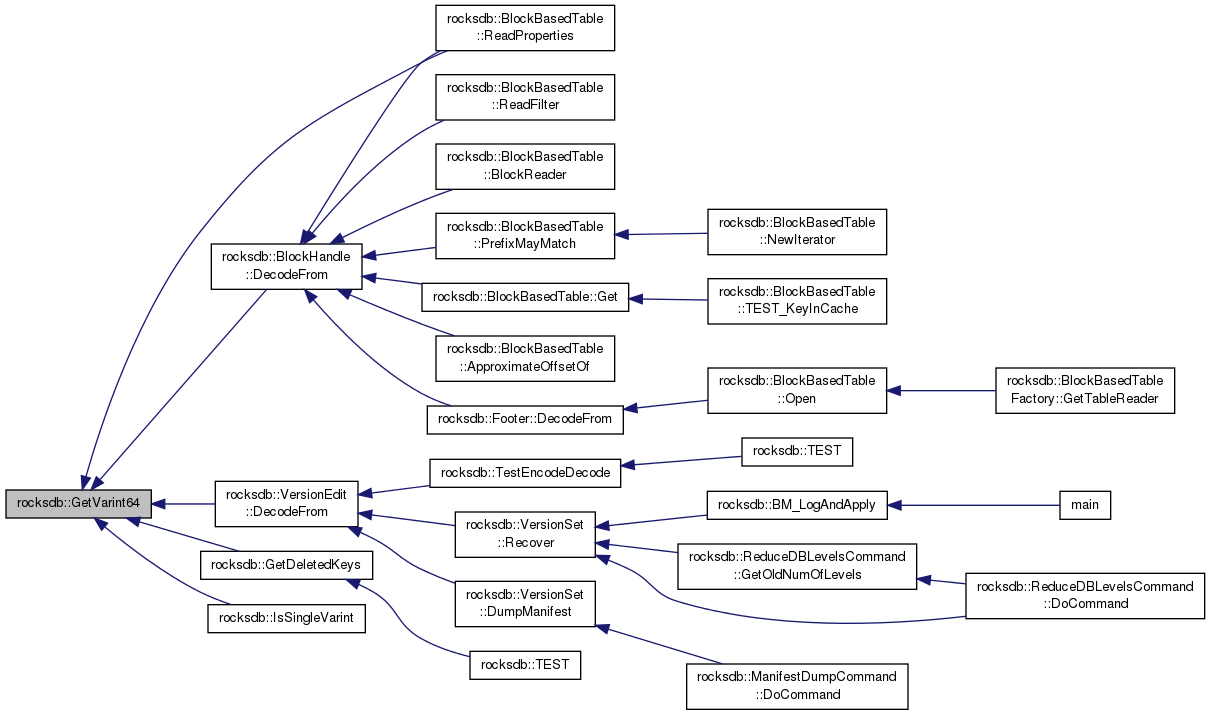 rocksdb::BlockBasedTable
::ReadProperties
rocksdb::BlockBasedTable
::ReadFilter
rocksdb::BlockBasedTable
::BlockReader
rocksdb::BlockBasedTable
::PrefixMayMatch
rocksdb::BlockBasedTable
::NewIterator
rocksdb::BlockHandle
::DecodeFrom
rocksdb::BlockBasedTable::Get
rocksdb::BlockBasedTable
::TEST_KeyInCache
rocksdb::BlockBasedTable
::ApproximateOffsetOf
rocksdb::Footer::DecodeFrom
rocksdb::BlockBasedTable
::Open
rocksdb::BlockBasedTable
Factory::GetTableReader
rocksdb::GetVarint64
rocksdb::VersionEdit
::DecodeFrom
rocksdb::TestEncodeDecode
rocksdb::TEST
rocksdb::VersionSet
::Recover
rocksdb::BM_LogAndApply
main
rocksdb::ReduceDBLevelsCommand
::GetOldNumOfLevels
rocksdb::ReduceDBLevelsCommand
::DoCommand
rocksdb::GetDeletedKeys
rocksdb::VersionSet
::DumpManifest
rocksdb::IsSingleVarint
rocksdb::TEST
rocksdb::ManifestDumpCommand
::DoCommand